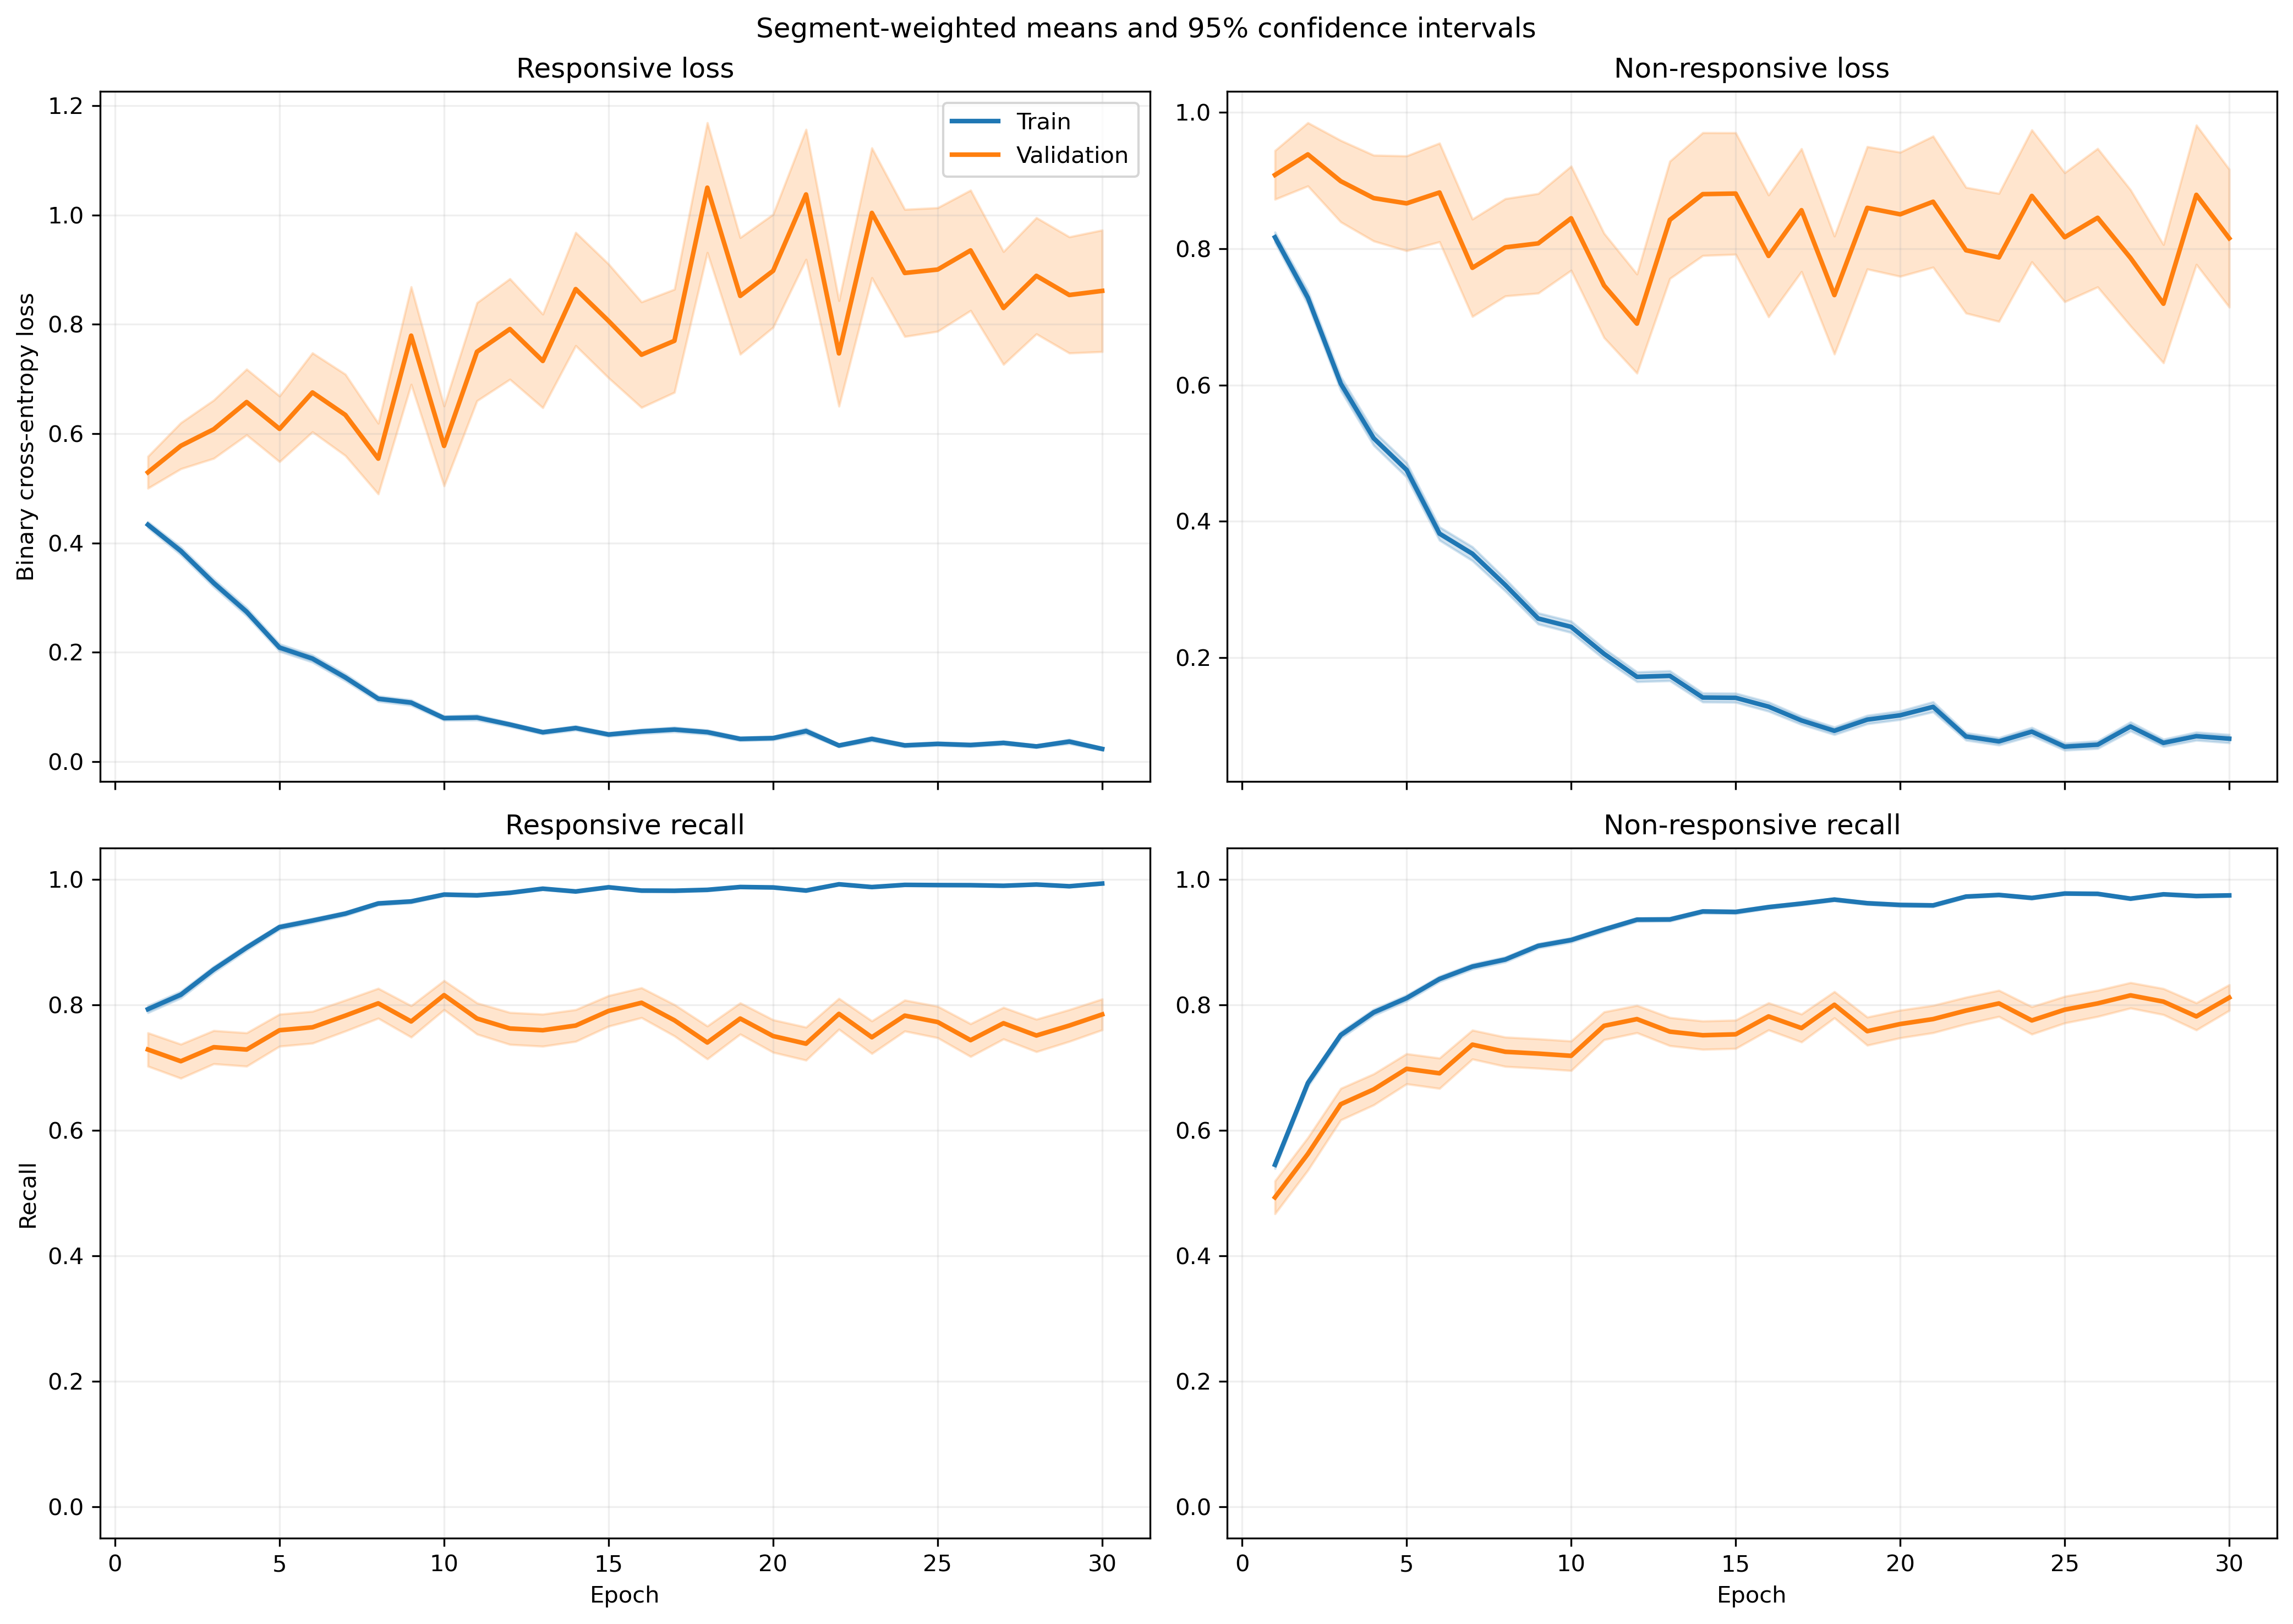 Segment-weighted means and 95% confidence intervals
Responsive loss
Non-responsive loss
Binary cross-entropy loss
1.2
1.0
0.8
0.6
0.4
0.2
0.0
Train
Validation
1.0
0.8
0.6
0.4
0.2
Responsive recall
Non-responsive recall
Recall
1.0
0.8
0.6
0.4
0.2
0.0
0 5 10 15 20 25 30
Epoch
1.0
0.8
0.6
0.4
0.2
0.0
0 5 10 15 20 25 30
Epoch